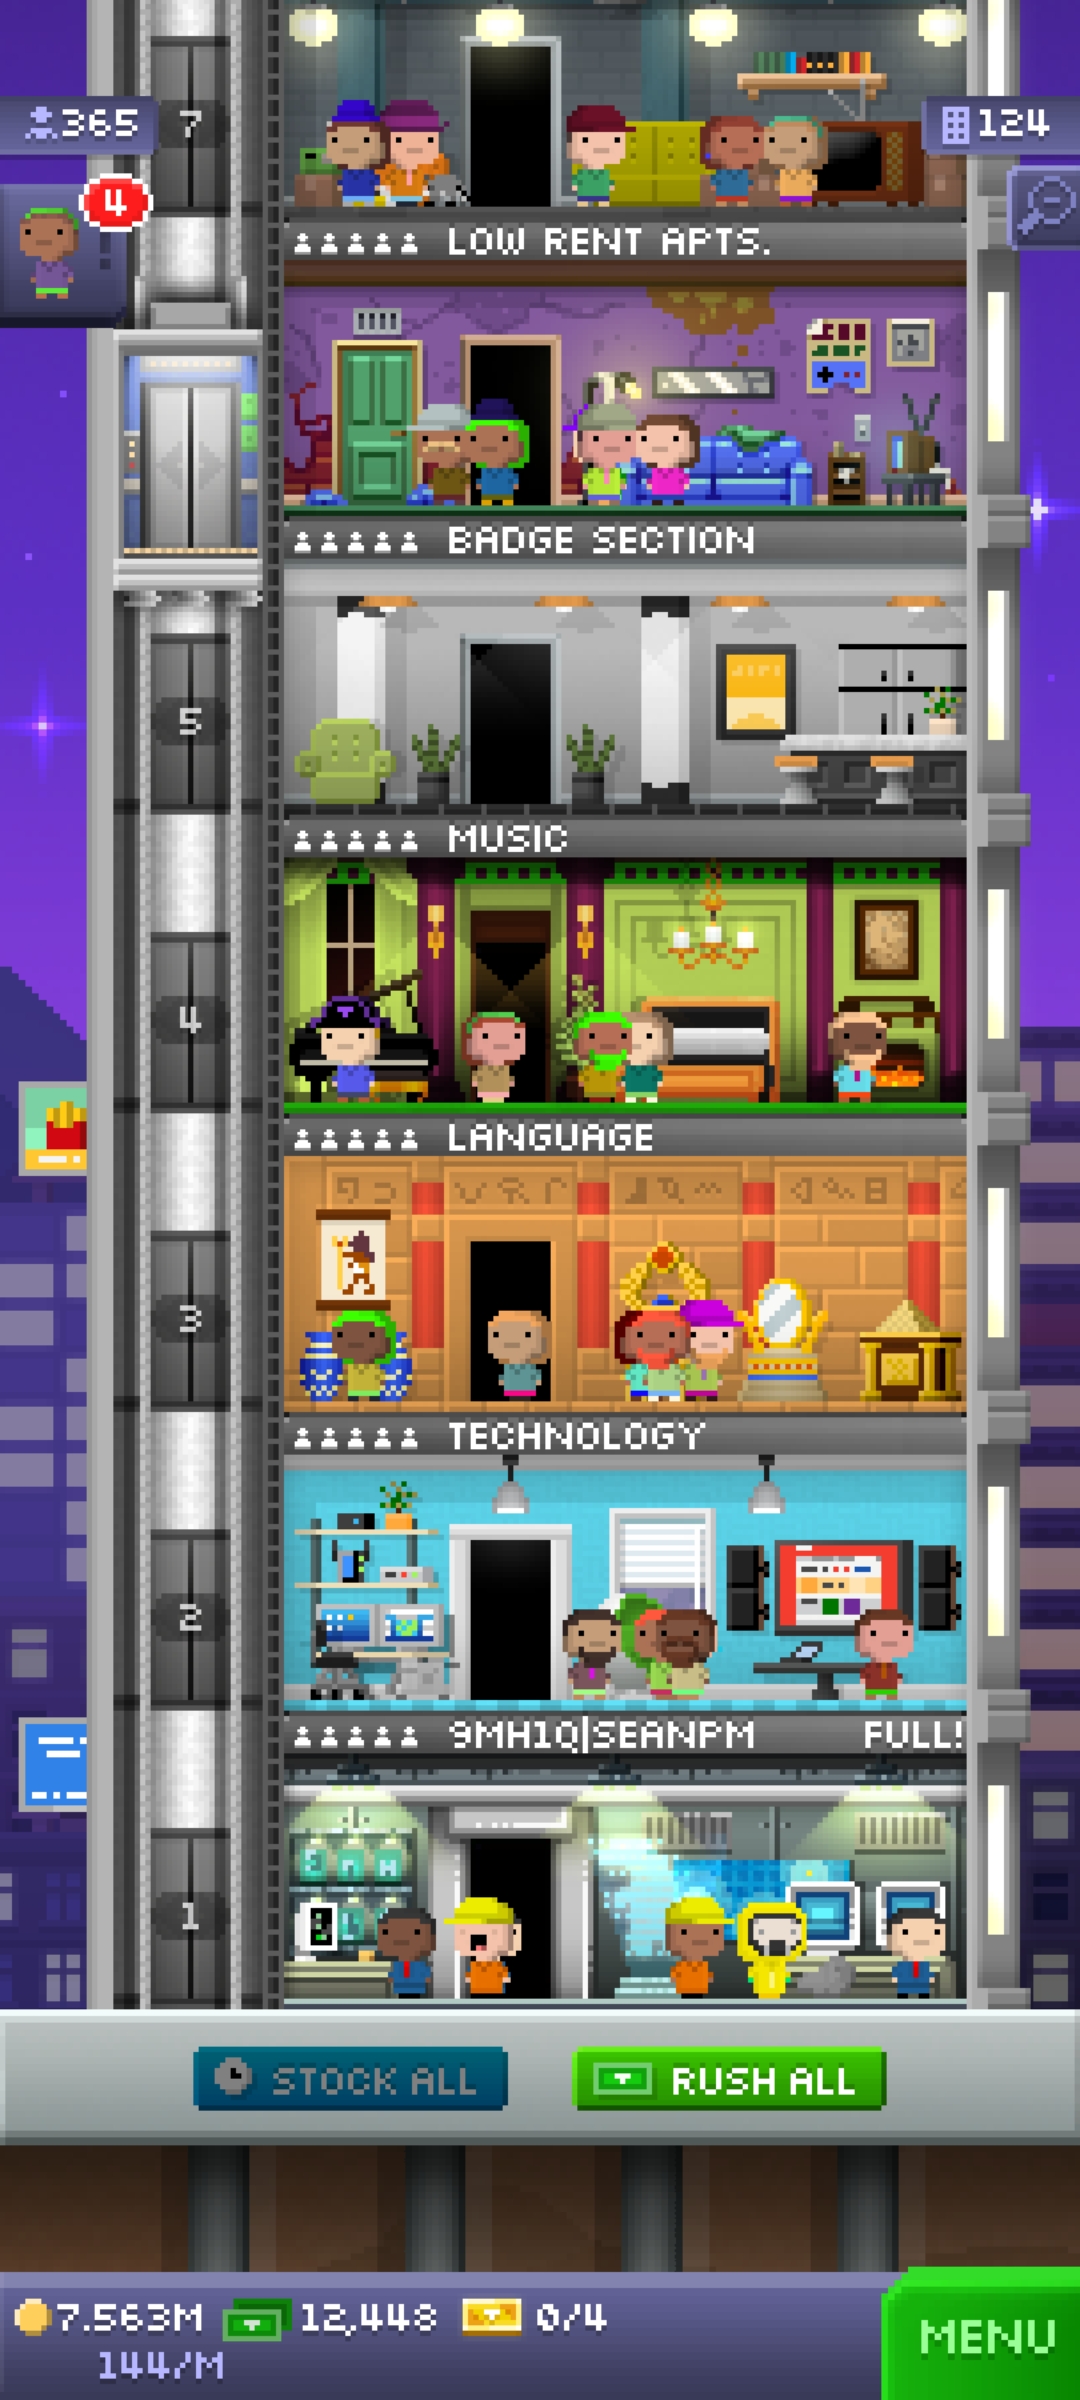 365
7
124
4
LOW RENT APTS.
BADGE SECTION
5
MUSIC
4
LANGUAGE
3
TECHNOLOGY
2
9MH1Q|SEANPM FULL!
1
STOCK ALL
RUSH ALL
7.563M
12,448
0/4
MENU
144/M